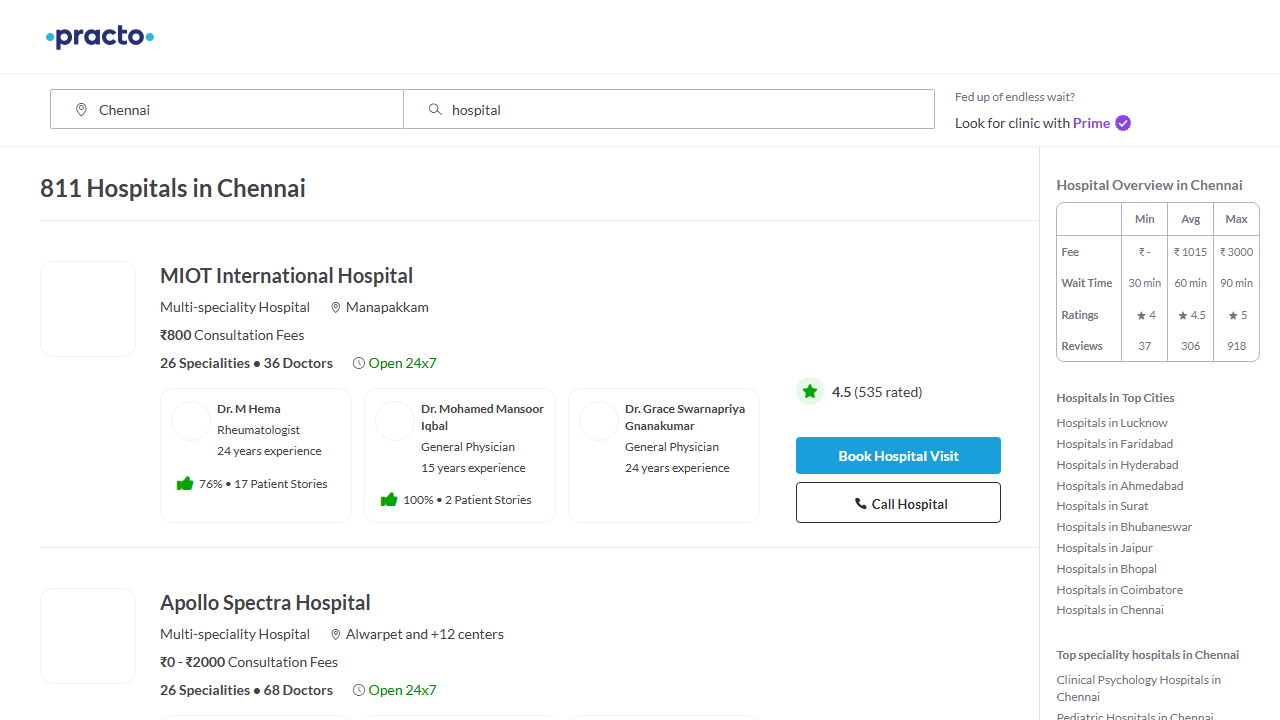 practo
Chennai
hospital
Fed up of endless wait?
Look for clinic with Prime
811 Hospitals in Chennai
MIOT International Hospital
Multi-speciality Hospital Manapakkam
₹800 Consultation Fees
26 Specialities • 36 Doctors Open 24x7
Dr. M Hema
Rheumatologist
24 years experience
76% • 17 Patient Stories
Dr. Mohamed Mansoor
Iqbal
General Physician
15 years experience
100% • 2 Patient Stories
Dr. Grace Swarnapriya
Gnanakumar
General Physician
24 years experience
4.5 (535 rated)
Book Hospital Visit
Call Hospital
Apollo Spectra Hospital
Multi-speciality Hospital Alwarpet and +12 centers
₹0 - ₹2000 Consultation Fees
26 Specialities • 68 Doctors Open 24x7
Hospital Overview in Chennai
Min Avg Max
Fee ₹ - ₹ 1015 ₹ 3000
Wait Time 30 min 60 min 90 min
Ratings ★ 4 ★ 4.5 ★ 5
Reviews 37 306 918
Hospitals in Top Cities
Hospitals in Lucknow
Hospitals in Faridabad
Hospitals in Hyderabad
Hospitals in Ahmedabad
Hospitals in Surat
Hospitals in Bhubaneswar
Hospitals in Jaipur
Hospitals in Bhopal
Hospitals in Coimbatore
Hospitals in Chennai
Top speciality hospitals in Chennai
Clinical Psychology Hospitals in
Chennai
Pediatric Hospitals in Chennai